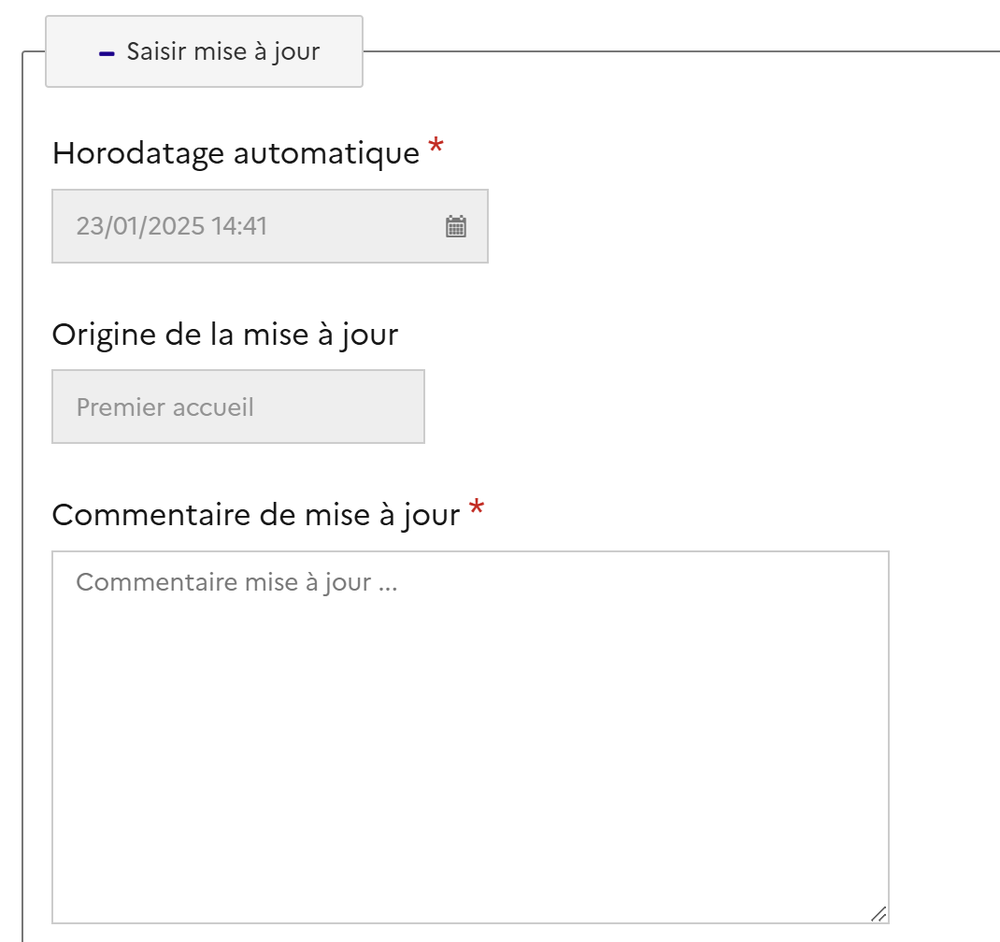 – Saisir mise à jour
Horodatage automatique *
23/01/2025 14:41
Origine de la mise à jour
Premier accueil
Commentaire de mise à jour *
Commentaire mise à jour ...